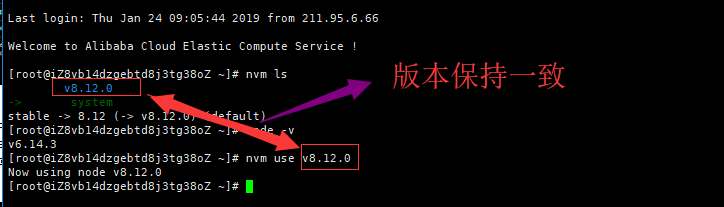 Last login: Thu Jan 24 09:05:44 2019 from 211.95.6.66
Welcome to Alibaba Cloud Elastic Compute Service !
[root@iZ8vb14dzgebtd8j3tg38oZ ~]# nvm ls
v8.12.0
版本保持一致
-> system
stable -> 8.12 (-> v8.12.0) (default)
[root@iZ8vb14dzgebtd8j3tg38oZ ~]# node -v
v6.14.3
[root@iZ8vb14dzgebtd8j3tg38oZ ~]# nvm use v8.12.0
Now using node v8.12.0
[root@iZ8vb14dzgebtd8j3tg38oZ ~]#